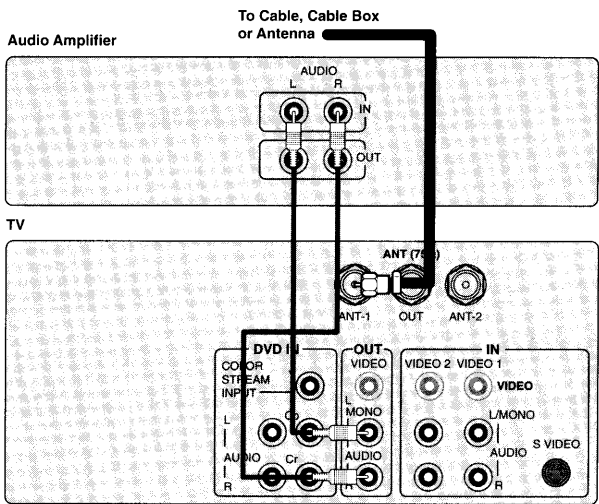 To Cable, Cable Box
or Antenna
Audio Amplifier
AUDIO
L R
IN
OUT
TV
ANT (75
ANT-1 OUT ANT-2
DVD IN OUT IN
COLOR
STREAM
INPUT
VIDEO
VIDEO 2 VIDEO 1
VIDEO
L
MONO
L/MONO
L
AUDIO
R
Cr
AUDIO
R
AUDIO
R
S VIDEO